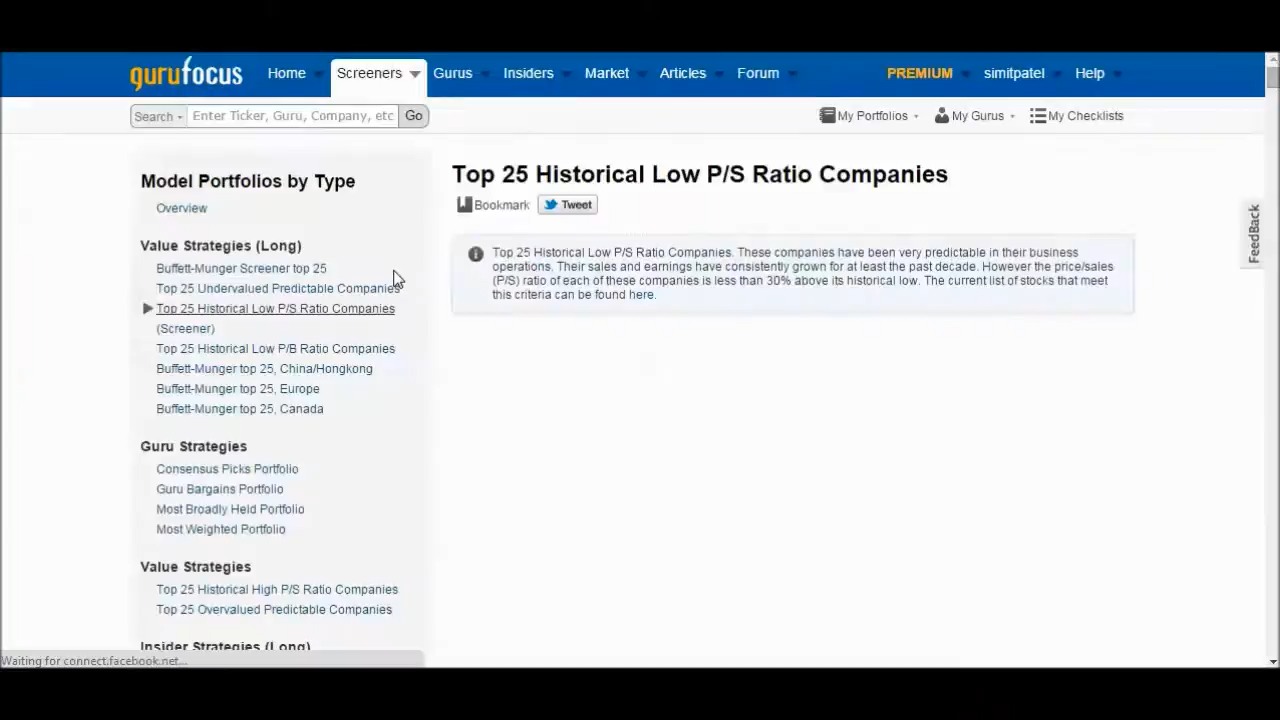 gurufocus Home Screeners Gurus Insiders Market Articles Forum PREMIUM simitpatel Help
Search Enter Ticker, Guru, Company, etc Go My Portfolios My Gurus My Checklists
Model Portfolios by Type
Overview
Value Strategies (Long)
Buffett-Munger Screener top 25
Top 25 Undervalued Predictable Companies
Top 25 Historical Low P/S Ratio Companies
(Screener)
Top 25 Historical Low P/B Ratio Companies
Buffett-Munger top 25, China/Hongkong
Buffett-Munger top 25, Europe
Buffett-Munger top 25, Canada
Guru Strategies
Consensus Picks Portfolio
Guru Bargains Portfolio
Most Broadly Held Portfolio
Most Weighted Portfolio
Value Strategies
Top 25 Historical High P/S Ratio Companies
Top 25 Overvalued Predictable Companies
Insider Strategies (Long)
Top 25 Historical Low P/S Ratio Companies
Bookmark Tweet
Top 25 Historical Low P/S Ratio Companies. These companies have been very predictable in their business
operations. Their sales and earnings have consistently grown for at least the past decade. However the price/sales
(P/S) ratio of each of these companies is less than 30% above its historical low. The current list of stocks that meet
this criteria can be found here.
FeedBack
Waiting for connect.facebook.net...